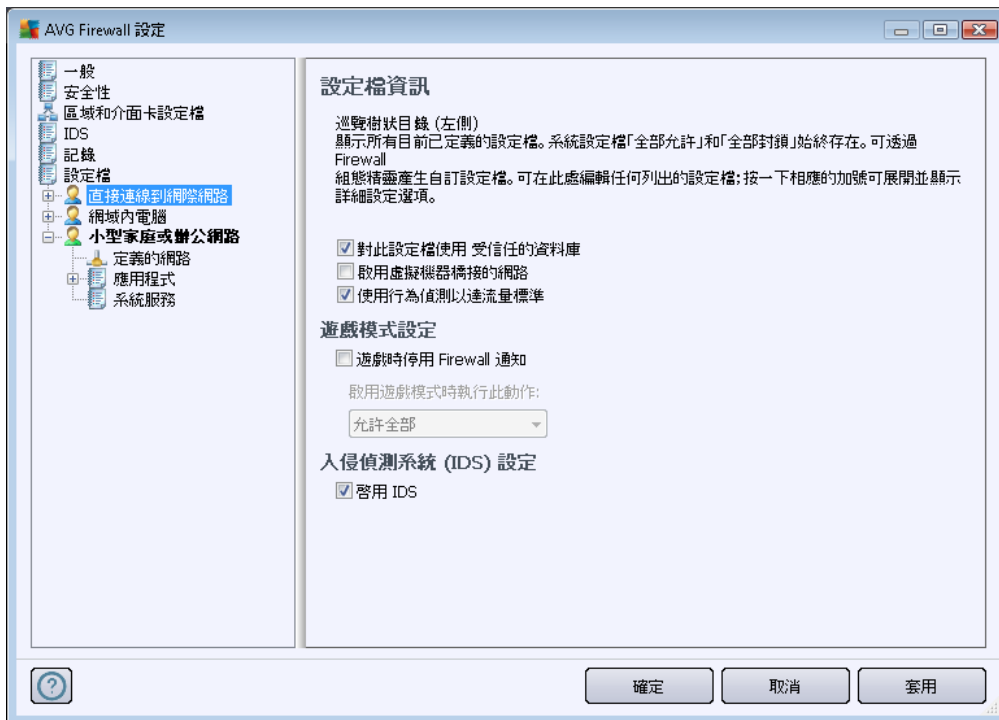 AVG Firewall 設定
一般
安全性
區域和介面卡設定檔
IDS
記錄
設定檔
直接連線到網際網路
網域內電腦
小型家庭或辦公網路
定義的網路
應用程式
系統服務
設定檔資訊
巡覽樹狀目錄 (左側)
顯示所有目前已定義的設定檔。系統設定檔「全部允許」和「全部封鎖」始終存在。可透過
Firewall
組態精靈產生自訂設定檔。可在此處編輯任何列出的設定檔;按一下相應的加號可展開並顯示
詳細設定選項。
對此設定檔使用 受信任的資料庫
啟用虛擬機器橋接的網路
使用行為偵測以達流量標準
遊戲模式設定
遊戲時停用 Firewall 通知
啟用遊戲模式時執行此動作:
允許全部
入侵偵測系統 (IDS) 設定
啓用 IDS
確定
取消
套用